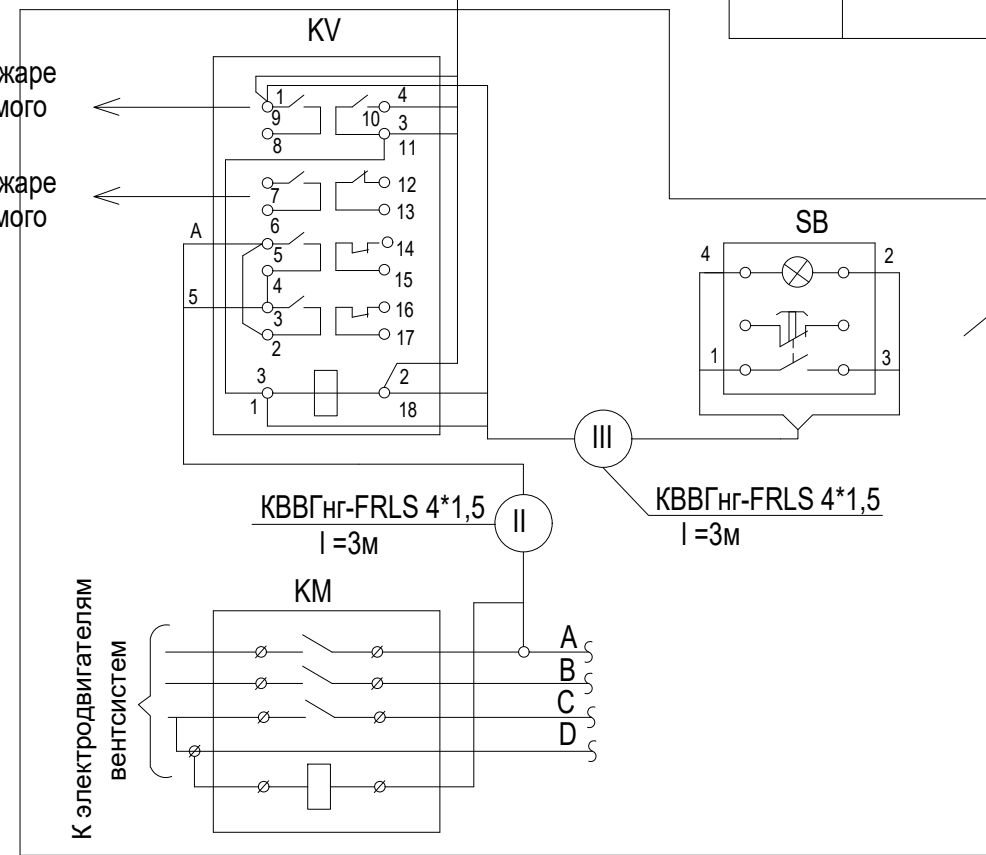 KV
жаре
мого
1
4
9
10
3
8
11
жаре
мого
7
12
13
A
6
5
14
4
15
5
3
16
2
17
3
2
1
18
SB
4
2
1
3
III
II
КВВГнг-FRLS 4*1,5
l =3м
КВВГнг-FRLS 4*1,5
l =3м
KM
К электродвигателям
вентсистем
A
B
C
D